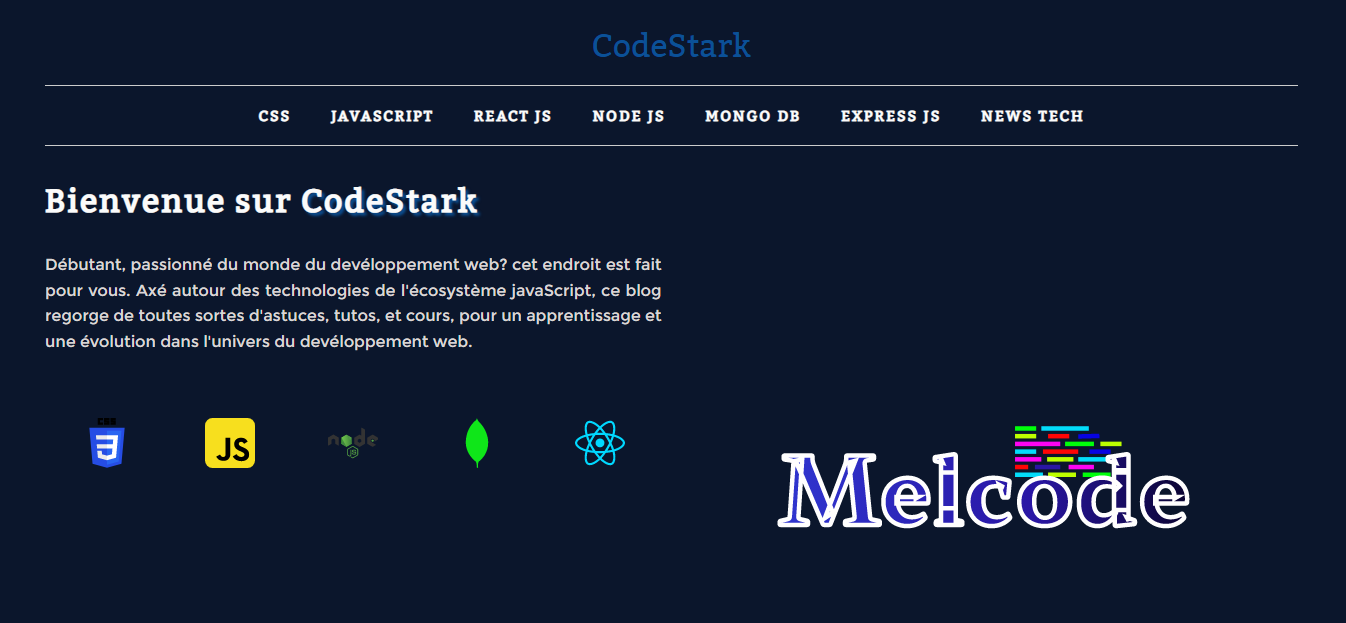 CodeStark
CSS JAVASCRIPT REACT JS NODE JS MONGO DB EXPRESS JS NEWS TECH
Bienvenue sur CodeStark
Débutant, passionné du monde du devéloppement web? cet endroit est fait
pour vous. Axé autour des technologies de l'écosystème javaScript, ce blog
regorge de toutes sortes d'astuces, tutos, et cours, pour un apprentissage et
une évolution dans l'univers du devéloppement web.
CSS
3 JS node
JS
Melcode